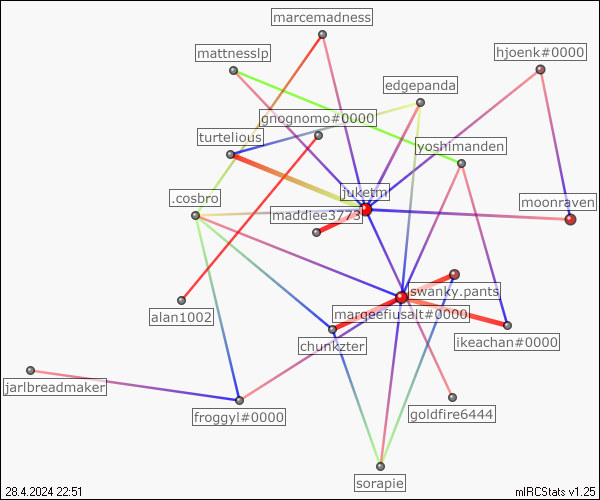 marcemadness
mattnesslp
hjoenk#0000
edgepanda
gnognomo#0000
turtelious
yoshimanden
juketm
.cosbro
moonraven
maddiee3773
swanky.pants
marqeefiusalt#0000
alan1002
chunkzter
ikeachan#0000
jarlbreadmaker
froggyl#0000
goldfire6444
sorapie
28.4.2024 22:51
mIRCStats v1.25